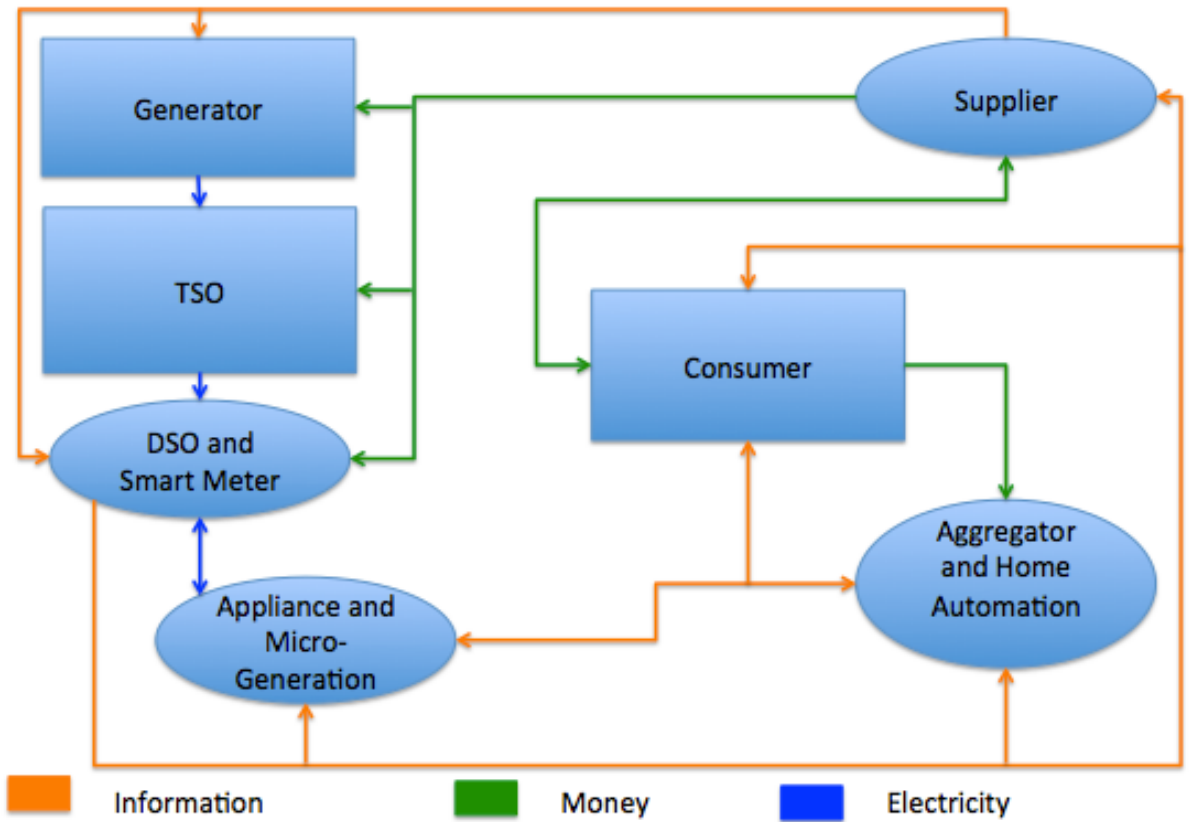 Generator
Supplier
TSO
Consumer
DSO and
Smart Meter
Aggregator
and Home
Automation
Appliance and
Micro-
Generation
Information
Money
Electricity